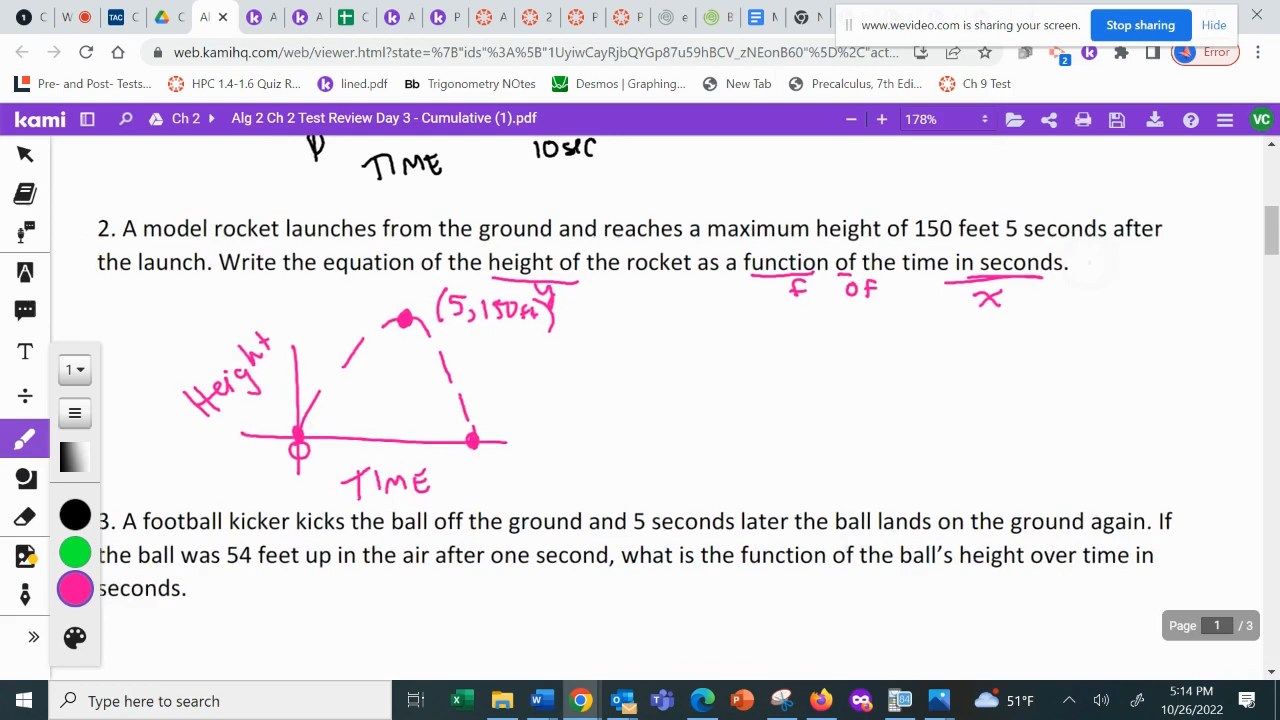 www.wevideo.com is sharing your screen. Stop sharing Hide
web.kamihq.com/web/viewer.html?state=%7B"ids"%3A%5B"1UyiwCayRjbQYGp87u59hBCV_zNEonB60"%5D%2C"act...
2
Error
Pre- and Post- Tests... HPC 1.4-1.6 Quiz R... lined.pdf Bb Trigonometry NOtes Desmos | Graphing... New Tab Precalculus, 7th Edi... Ch 9 Test
kami Ch 2 Alg 2 Ch 2 Test Review Day 3 - Cumulative (1).pdf 178% VC
TIME
10sec
2. A model rocket launches from the ground and reaches a maximum height of 150 feet 5 seconds after
the launch. Write the equation of the height of the rocket as a function of the time in seconds.
f of x
y
(5,150ft)
Height
0
TIME
1
3. A football kicker kicks the ball off the ground and 5 seconds later the ball lands on the ground again. If
the ball was 54 feet up in the air after one second, what is the function of the ball's height over time in
seconds.
Page 1 / 3
Type here to search
51°F
5:14 PM
10/26/2022